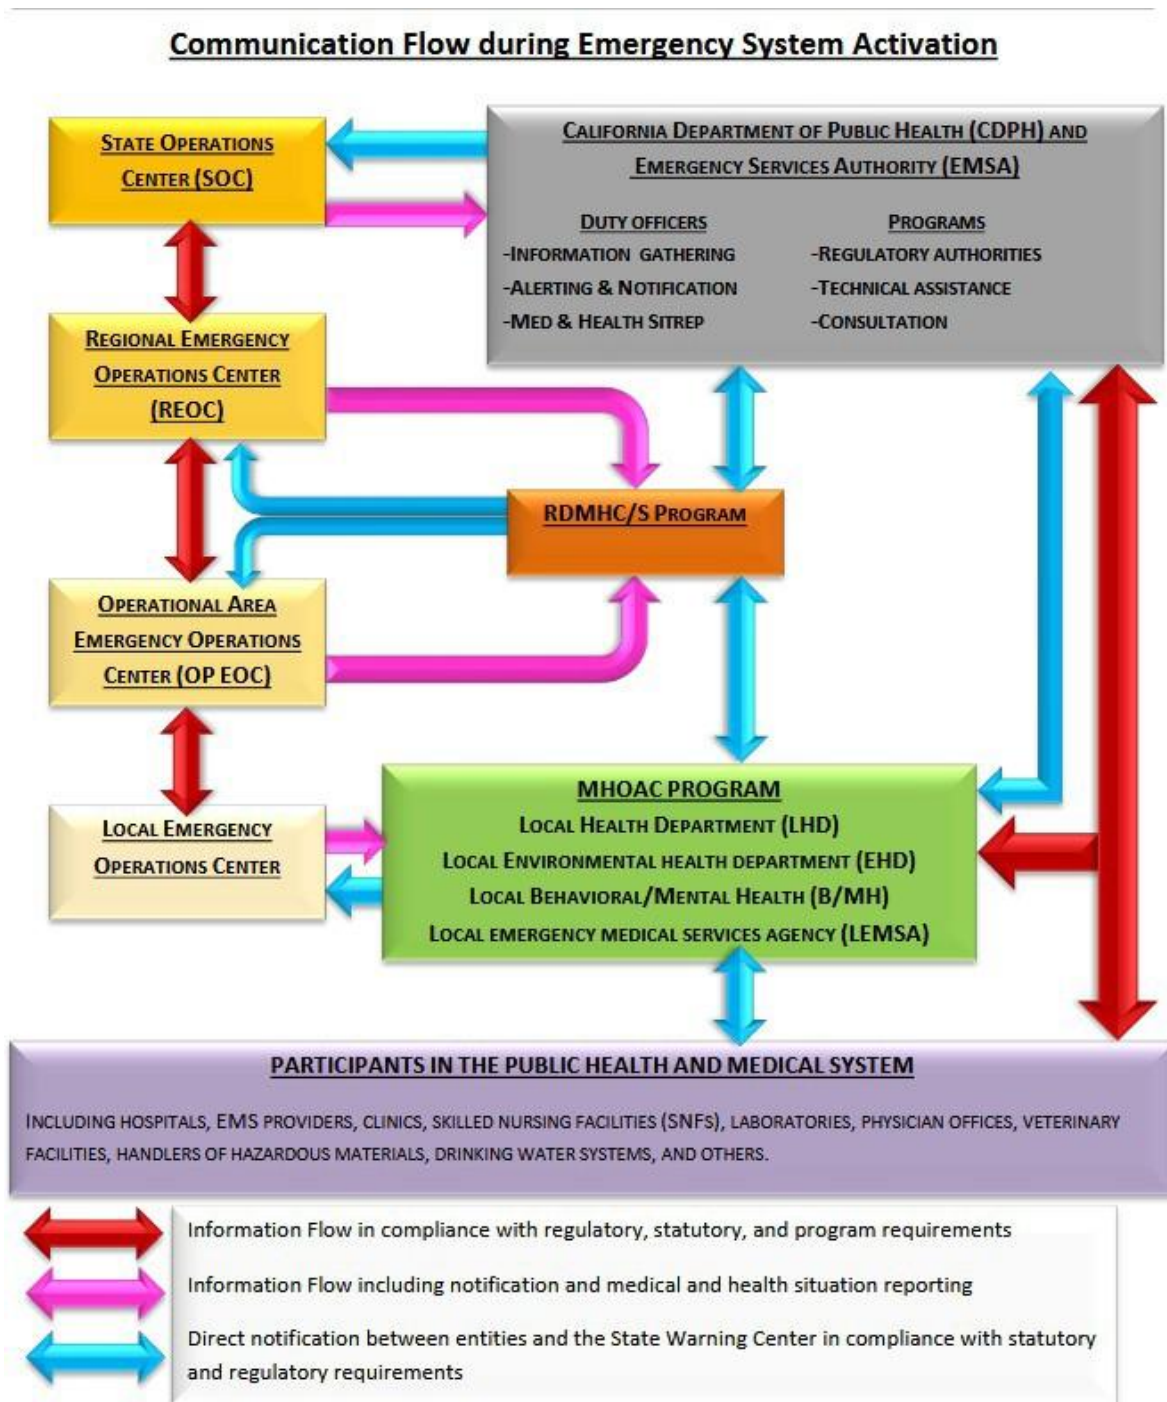 Communication Flow during Emergency System Activation
STATE OPERATIONS
CENTER (SOC)
CALIFORNIA DEPARTMENT OF PUBLIC HEALTH (CDPH) AND
EMERGENCY SERVICES AUTHORITY (EMSA)
DUTY OFFICERS
-INFORMATION GATHERING
-ALERTING & NOTIFICATION
-MED & HEALTH SITREP
PROGRAMS
-REGULATORY AUTHORITIES
-TECHNICAL ASSISTANCE
-CONSULTATION
REGIONAL EMERGENCY
OPERATIONS CENTER
(REOC)
RDMHC/S PROGRAM
OPERATIONAL AREA
EMERGENCY OPERATIONS
CENTER (OP EOC)
LOCAL EMERGENCY
OPERATIONS CENTER
MHOAC PROGRAM
LOCAL HEALTH DEPARTMENT (LHD)
LOCAL ENVIRONMENTAL HEALTH DEPARTMENT (EHD)
LOCAL BEHAVIORAL/MENTAL HEALTH (B/MH)
LOCAL EMERGENCY MEDICAL SERVICES AGENCY (LEMSA)
PARTICIPANTS IN THE PUBLIC HEALTH AND MEDICAL SYSTEM
INCLUDING HOSPITALS, EMS PROVIDERS, CLINICS, SKILLED NURSING FACILITIES (SNFS), LABORATORIES, PHYSICIAN OFFICES, VETERINARY
FACILITIES, HANDLERS OF HAZARDOUS MATERIALS, DRINKING WATER SYSTEMS, AND OTHERS.
Information Flow in compliance with regulatory, statutory, and program requirements
Information Flow including notification and medical and health situation reporting
Direct notification between entities and the State Warning Center in compliance with statutory
and regulatory requirements